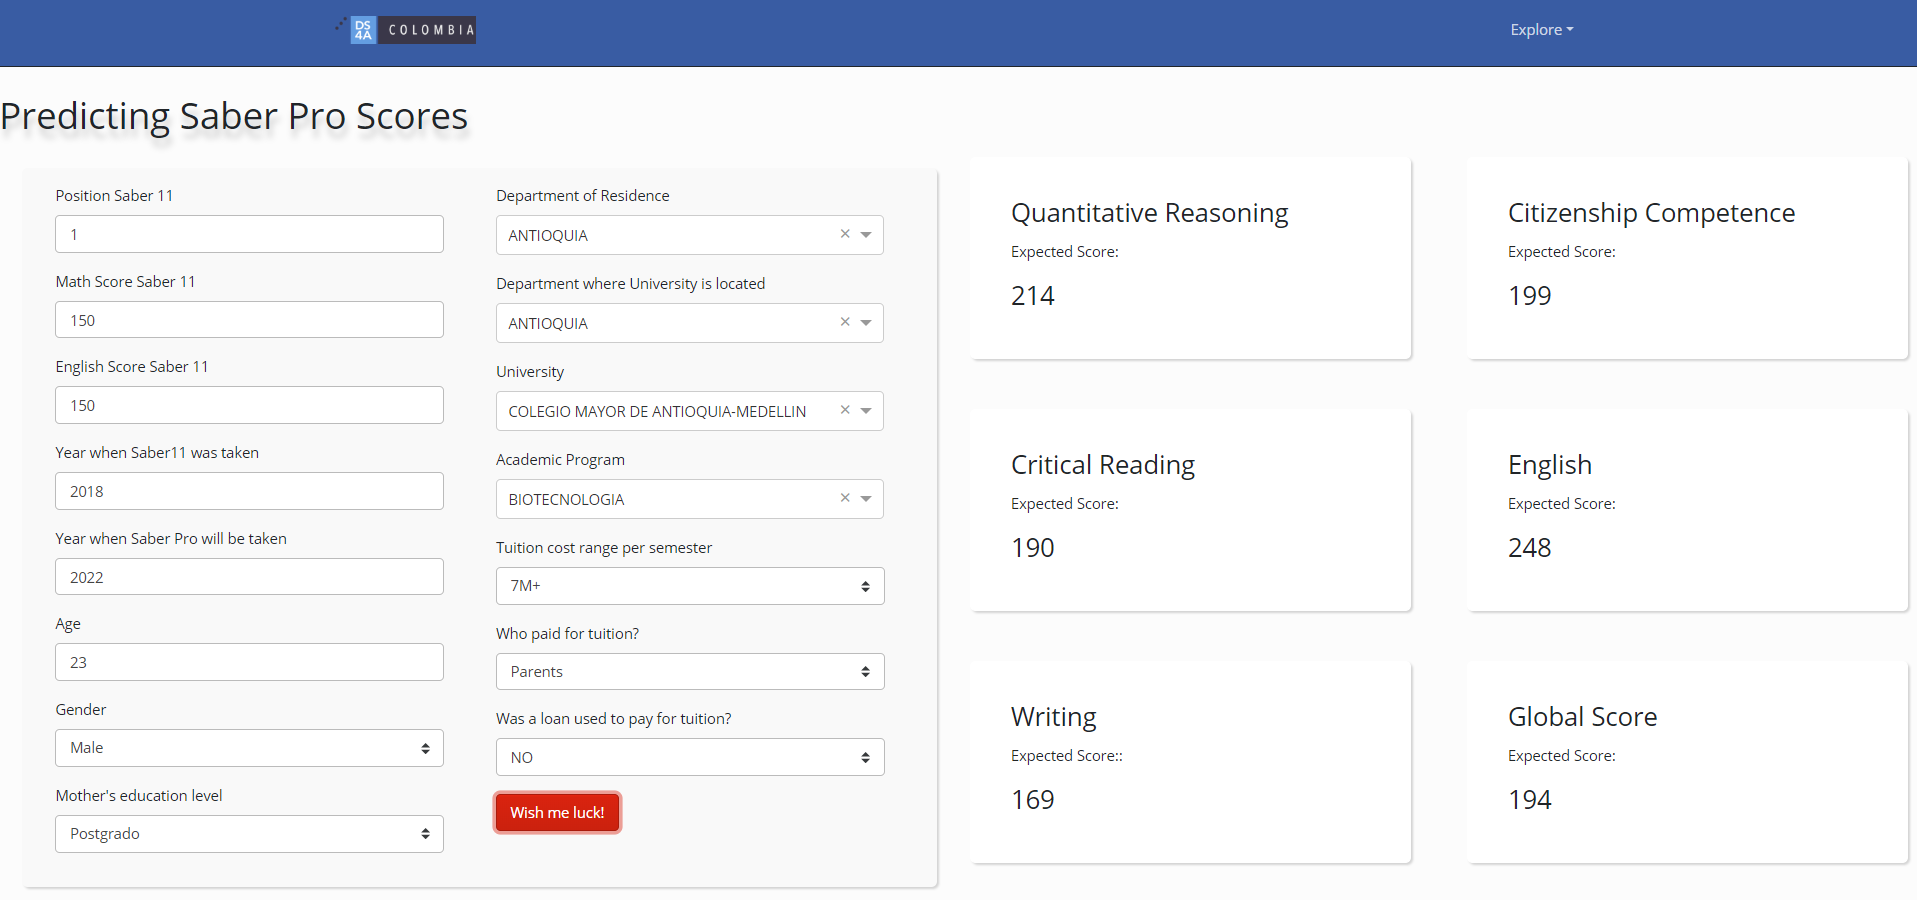 DS
4A
COLOMBIA
Explore
Predicting Saber Pro Scores
Position Saber 11
1
Math Score Saber 11
150
English Score Saber 11
150
Year when Saber11 was taken
2018
Year when Saber Pro will be taken
2022
Age
23
Gender
Male
Mother's education level
Postgrado
Department of Residence
ANTIOQUIA
Department where University is located
ANTIOQUIA
University
COLEGIO MAYOR DE ANTIOQUIA-MEDELLIN
Academic Program
BIOTECNOLOGIA
Tuition cost range per semester
7M+
Who paid for tuition?
Parents
Was a loan used to pay for tuition?
NO
Wish me luck!
Quantitative Reasoning
Expected Score:
214
Citizenship Competence
Expected Score:
199
Critical Reading
Expected Score:
190
English
Expected Score:
248
Writing
Expected Score::
169
Global Score
Expected Score:
194